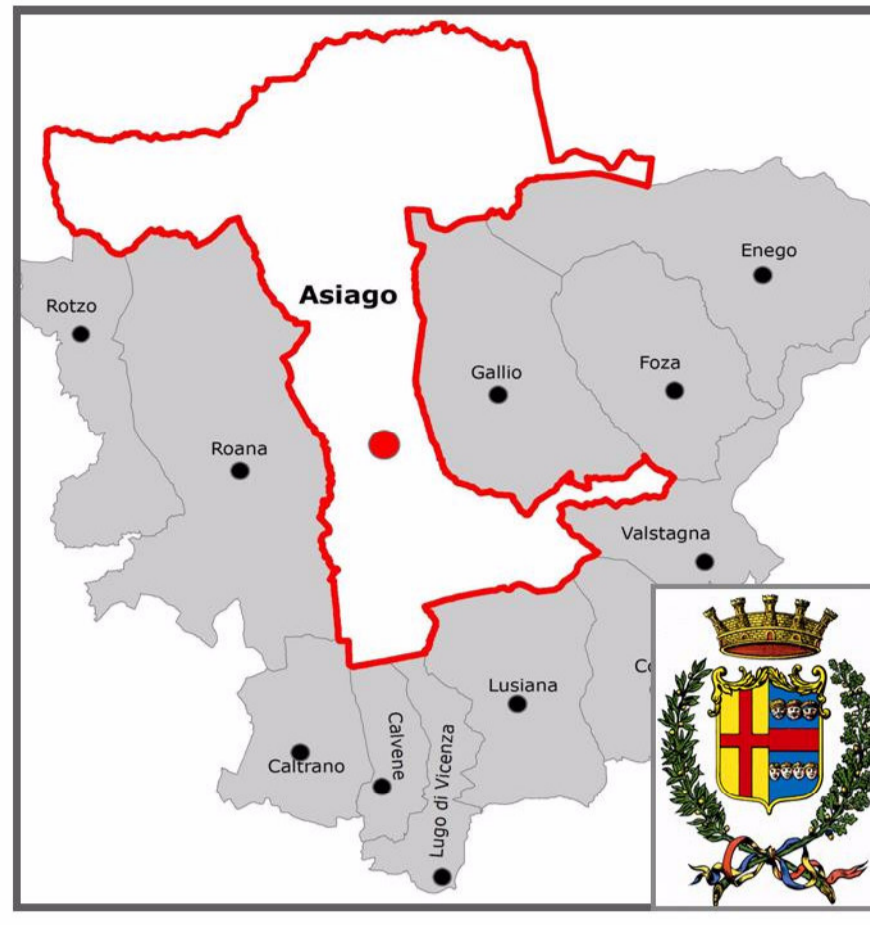 Enego
Asiago
Rotzo
Foza
Gallio
Roana
Valstagna
Lusiana
Caltrano
Calvene
Lugo di Vicenza